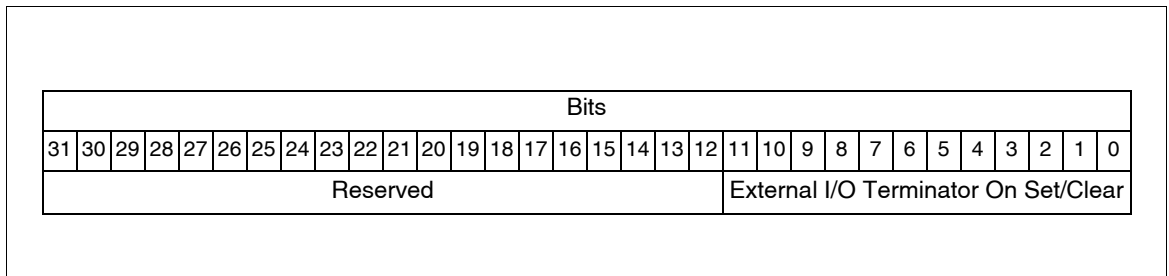 Bits
31 30 29 28 27 26 25 24 23 22 21 20 19 18 17 16 15 14 13 12 11 10 9 8 7 6 5 4 3 2 1 0
Reserved External I/O Terminator On Set/Clear